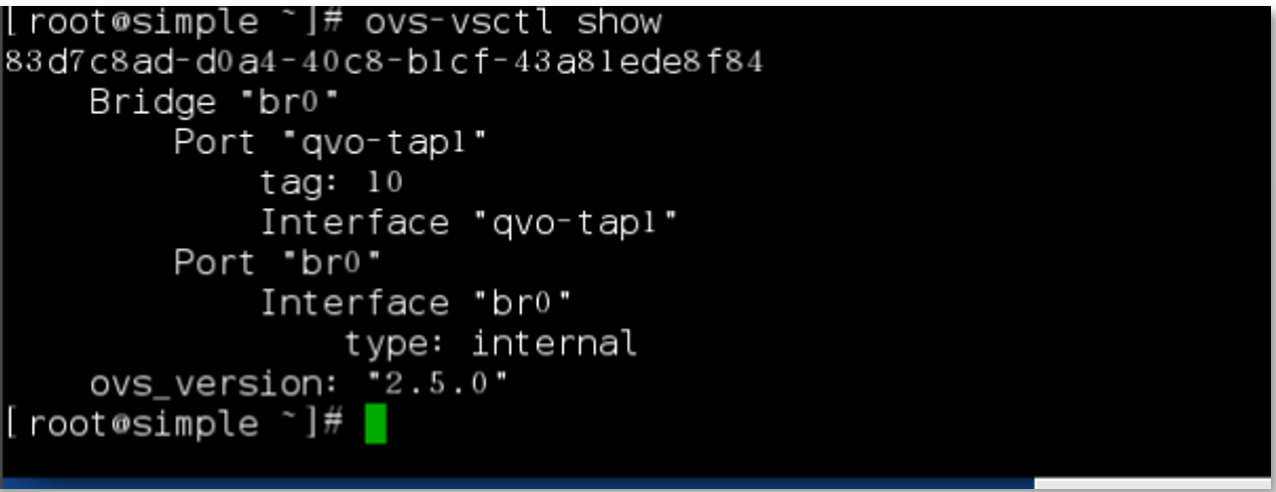 [root@simple ~]# ovs-vsctl show
83d7c8ad-d0a4-40c8-b1cf-43a81ede8f84
    Bridge "br0"
        Port "qvo-tap1"
            tag: 10
            Interface "qvo-tap1"
        Port "br0"
            Interface "br0"
                type: internal
    ovs_version: "2.5.0"
[root@simple ~]#